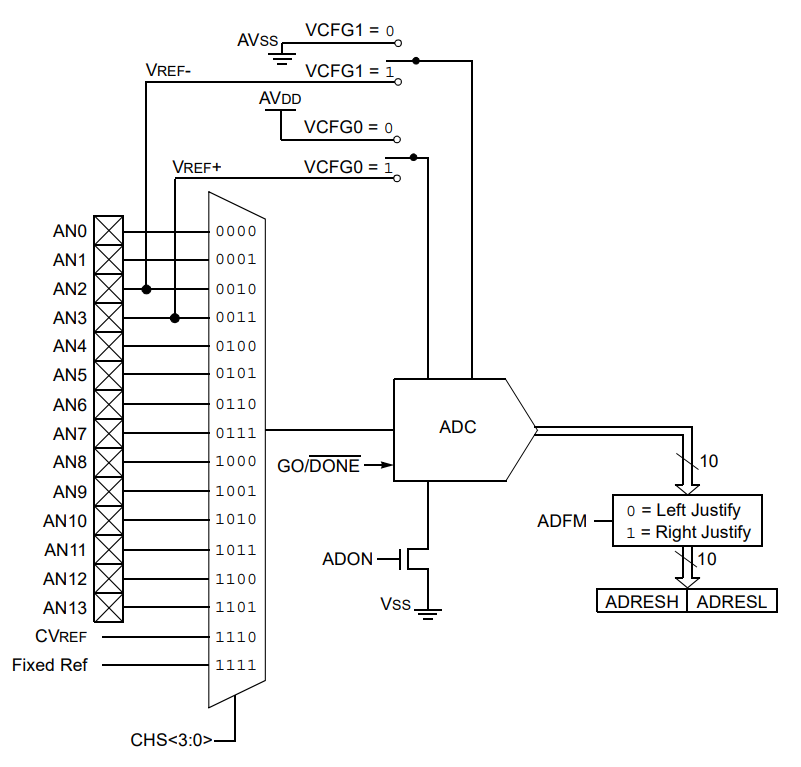 AVSS
VCFG1 = 0
VREF-
VCFG1 = 1
AVDD
VCFG0 = 0
VREF+
VCFG0 = 1
AN0 0000
AN1 0001
AN2 0010
AN3 0011
AN4 0100
AN5 0101
AN6 0110
AN7 0111
AN8 1000
AN9 1001
AN10 1010
AN11 1011
AN12 1100
AN13 1101
CVREF 1110
Fixed Ref 1111
CHS<3:0>
ADC
GO/DONE
ADON
VSS
10
ADFM
0 = Left Justify
1 = Right Justify
10
ADRESH ADRESL